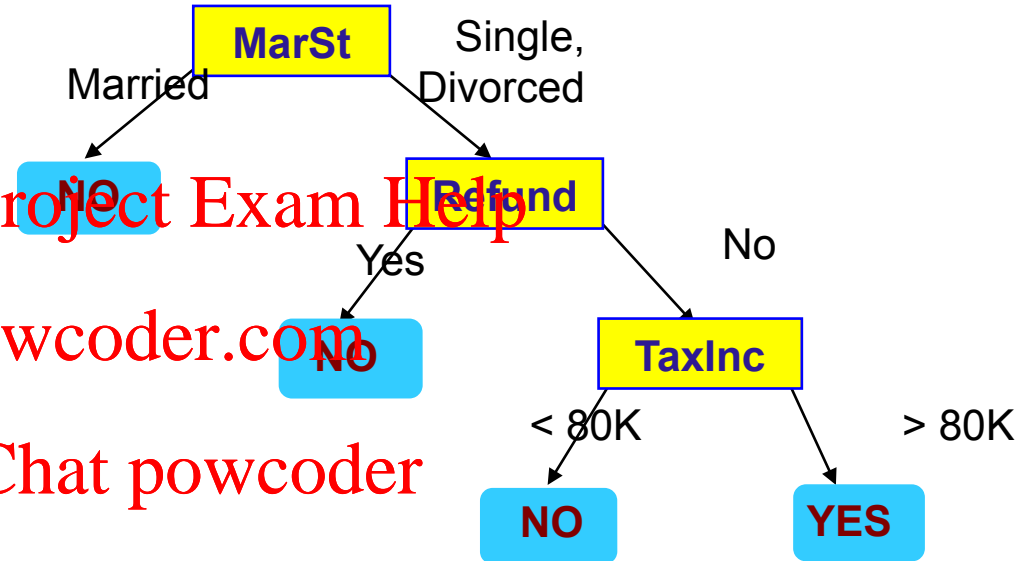 MarSt
Single,
Married
Divorced
NO
Refund
roject Exam Help
Yes
No
wcoder.com
NO
TaxInc
< 80K
> 80K
Chat powcoder
NO
YES